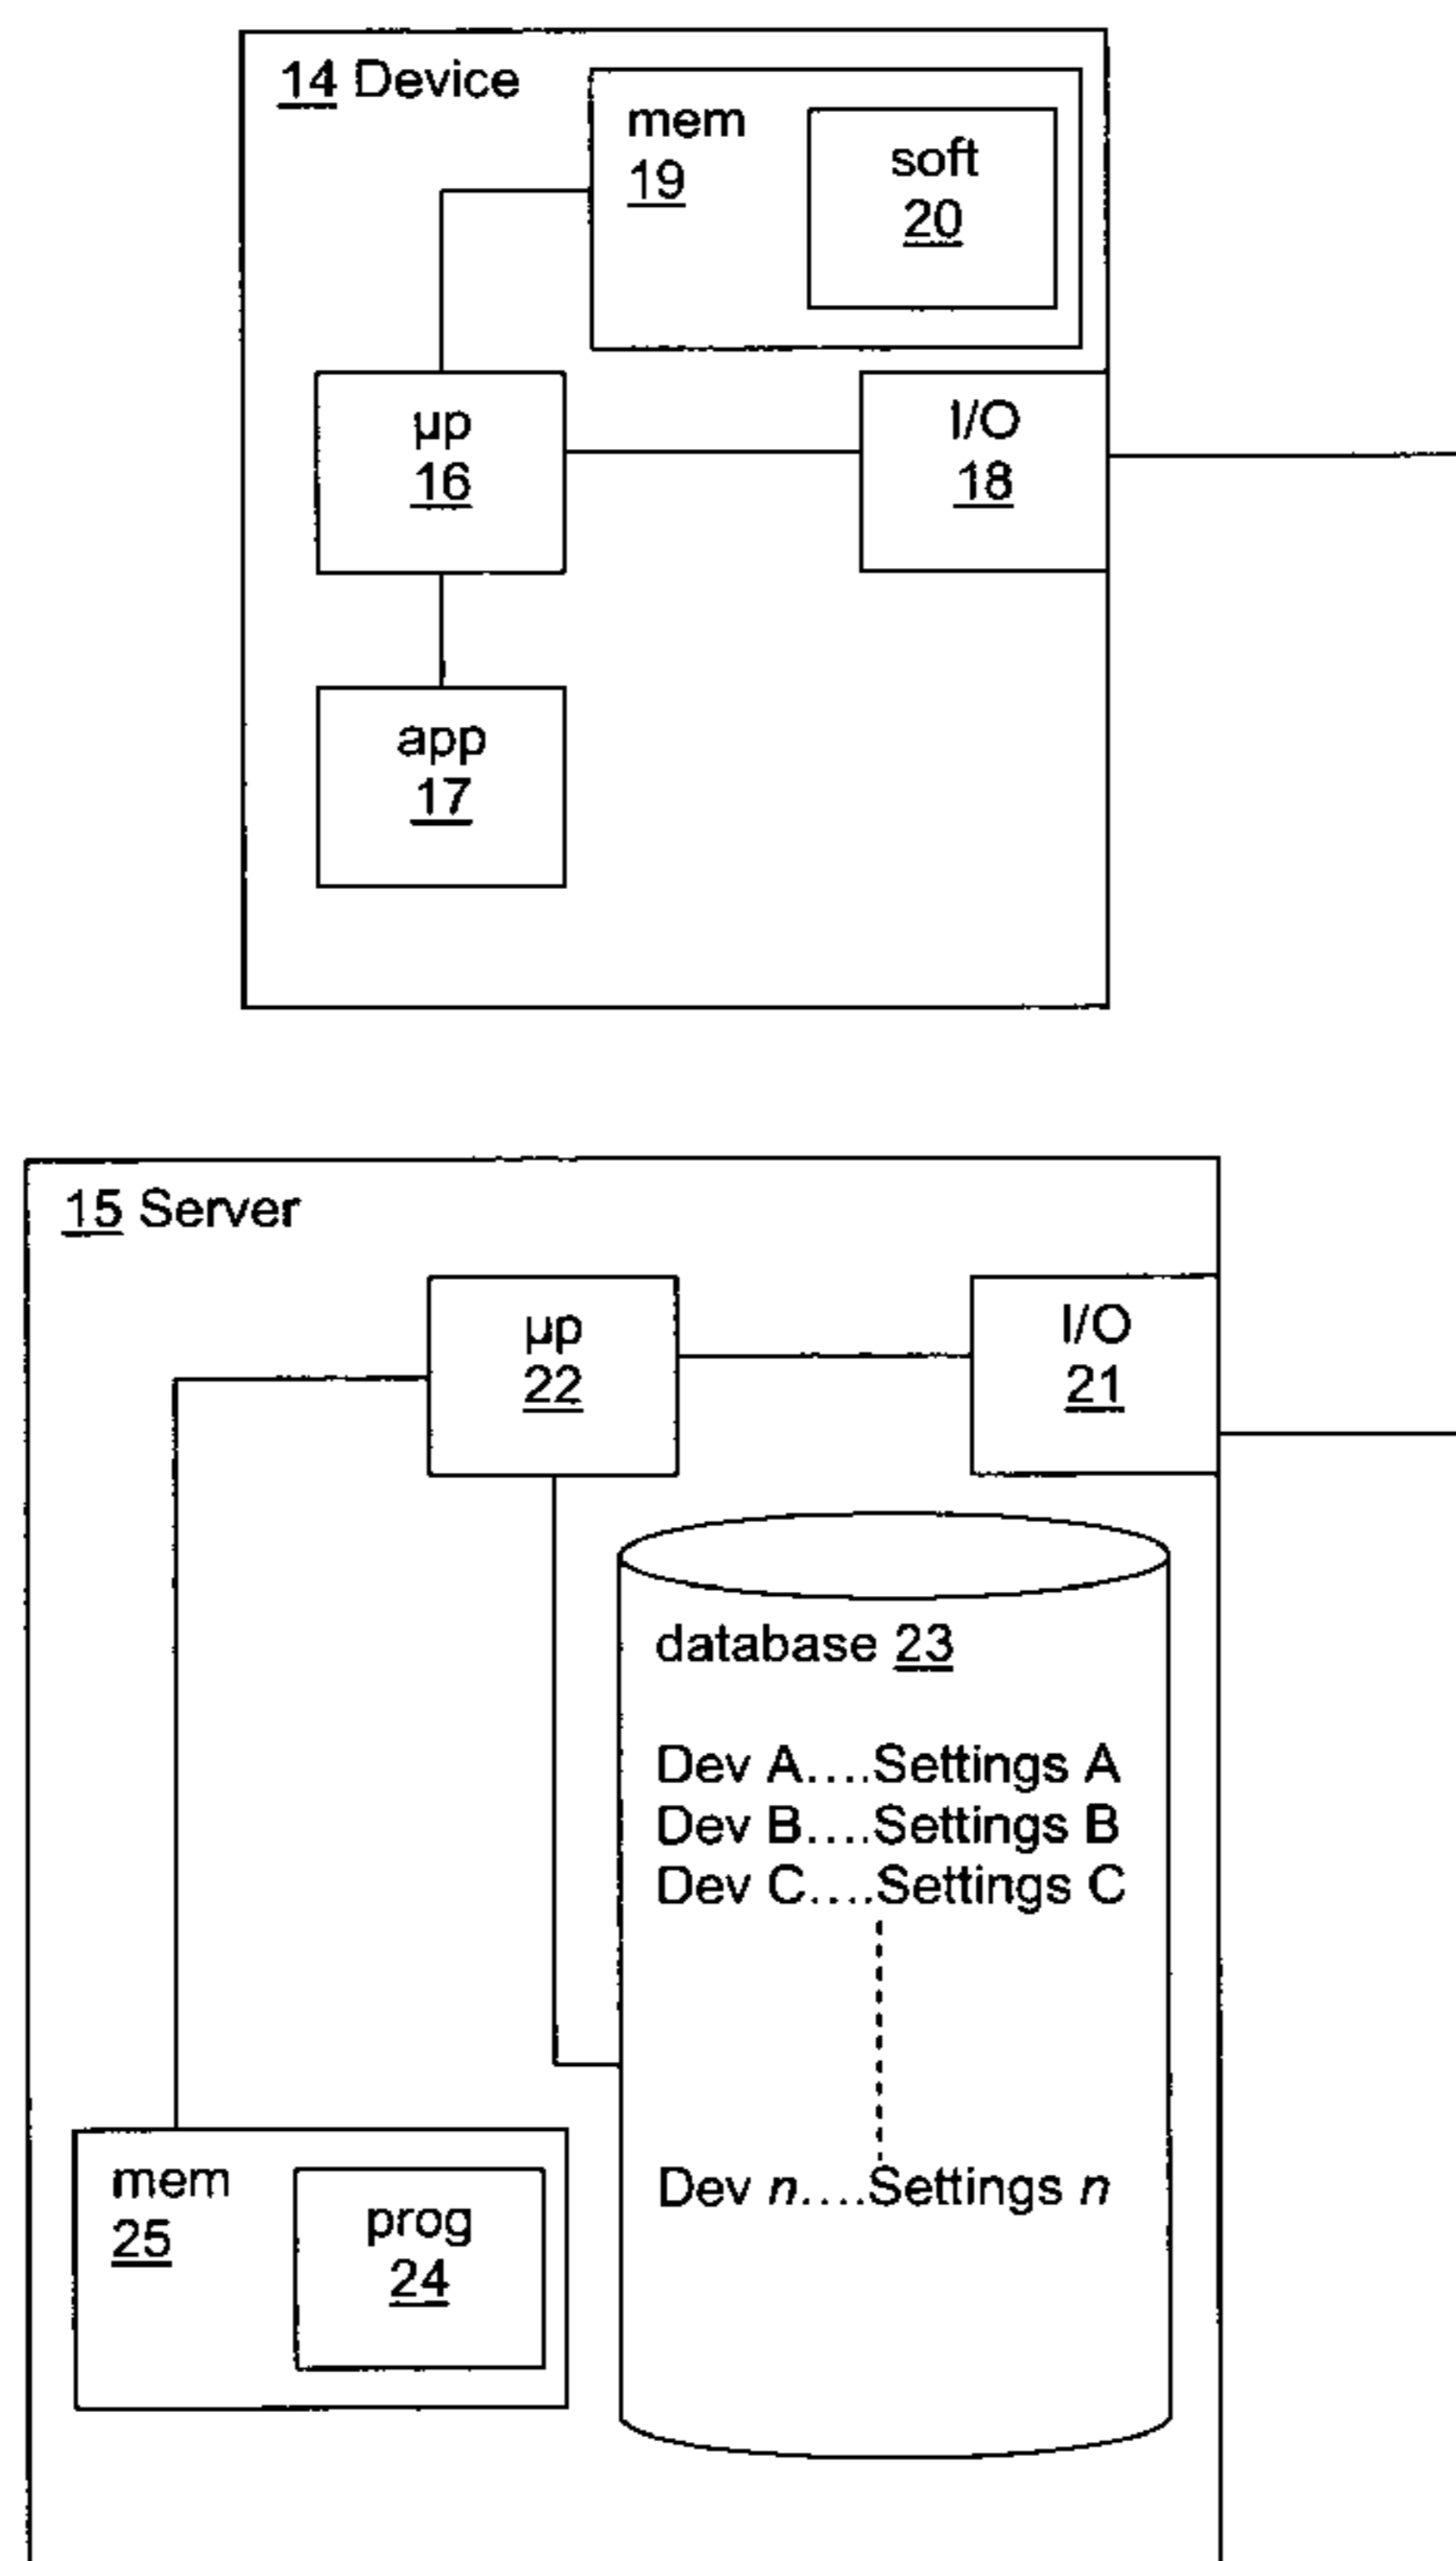 14 Device
mem
19
soft
20
µp
16
I/O
18
app
17
15 Server
µp
22
I/O
21
database 23
Dev A....Settings A
Dev B....Settings B
Dev C....Settings C
Dev n....Settings n
mem
25
prog
24